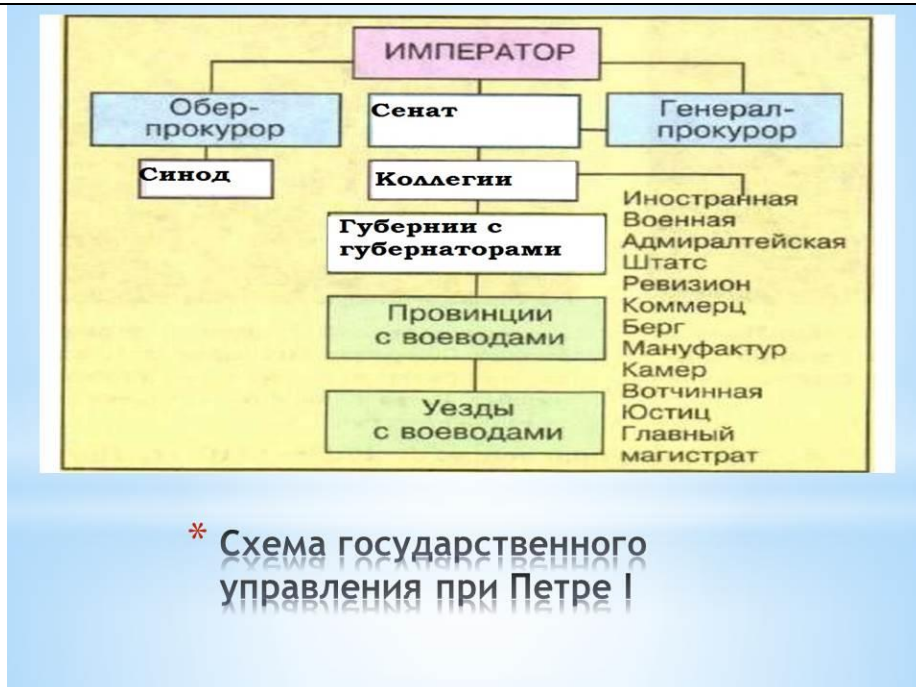 ИМПЕРАТОР
Обер-
прокурор
Сенат
Генерал-
прокурор
Синод
Коллегии
Губернии с
губернаторами
Провинции
с воеводами
Уезды
с воеводами
Иностранная
Военная
Адмиралтейская
Штатс
Ревизион
Коммерц
Берг
Мануфактур
Камер
Вотчинная
Юстиц
Главный
магистрат
* Схема государственного
управления при Петре I